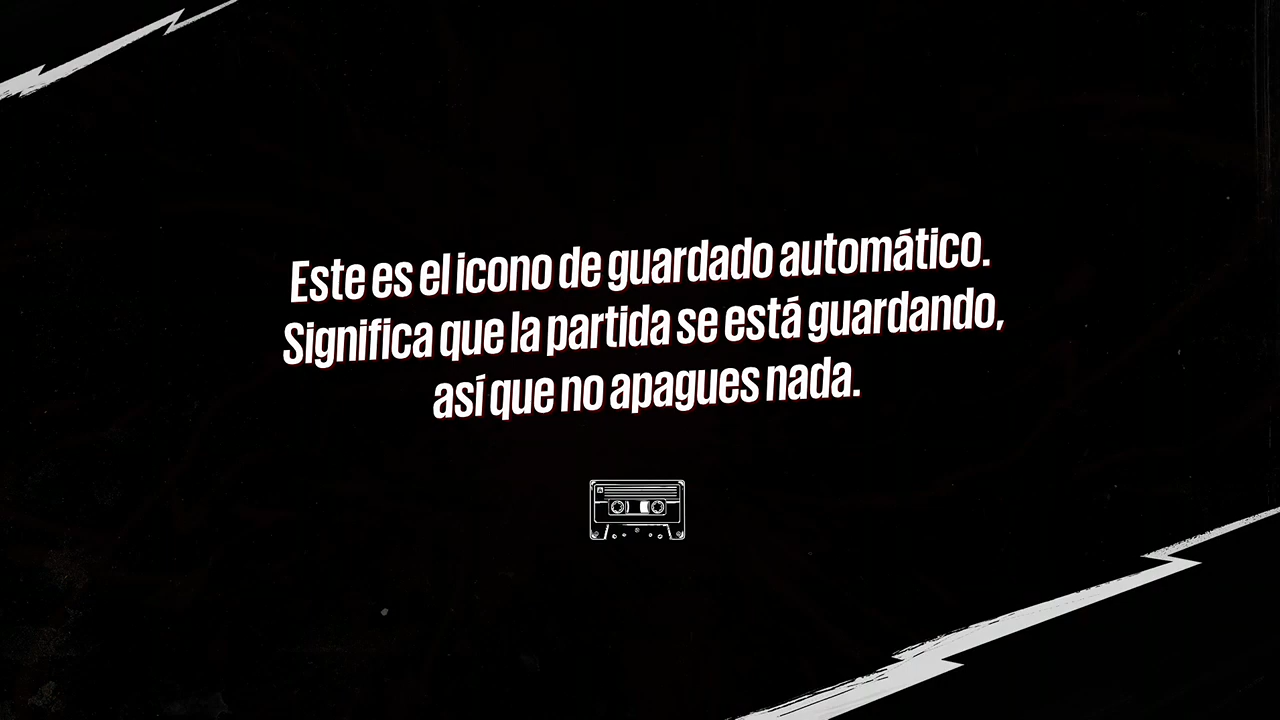 Este es el icono de guardado automático.
Significa que la partida se está guardando,
así que no apagues nada.